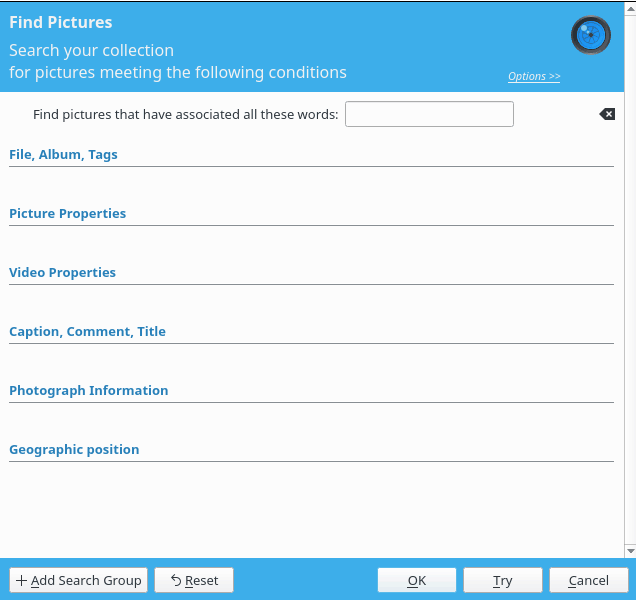 Find Pictures
Search your collection
for pictures meeting the following conditions
Options >>
Find pictures that have associated all these words:
File, Album, Tags
Picture Properties
Video Properties
Caption, Comment, Title
Photograph Information
Geographic position
Add Search Group Reset OK Try Cancel